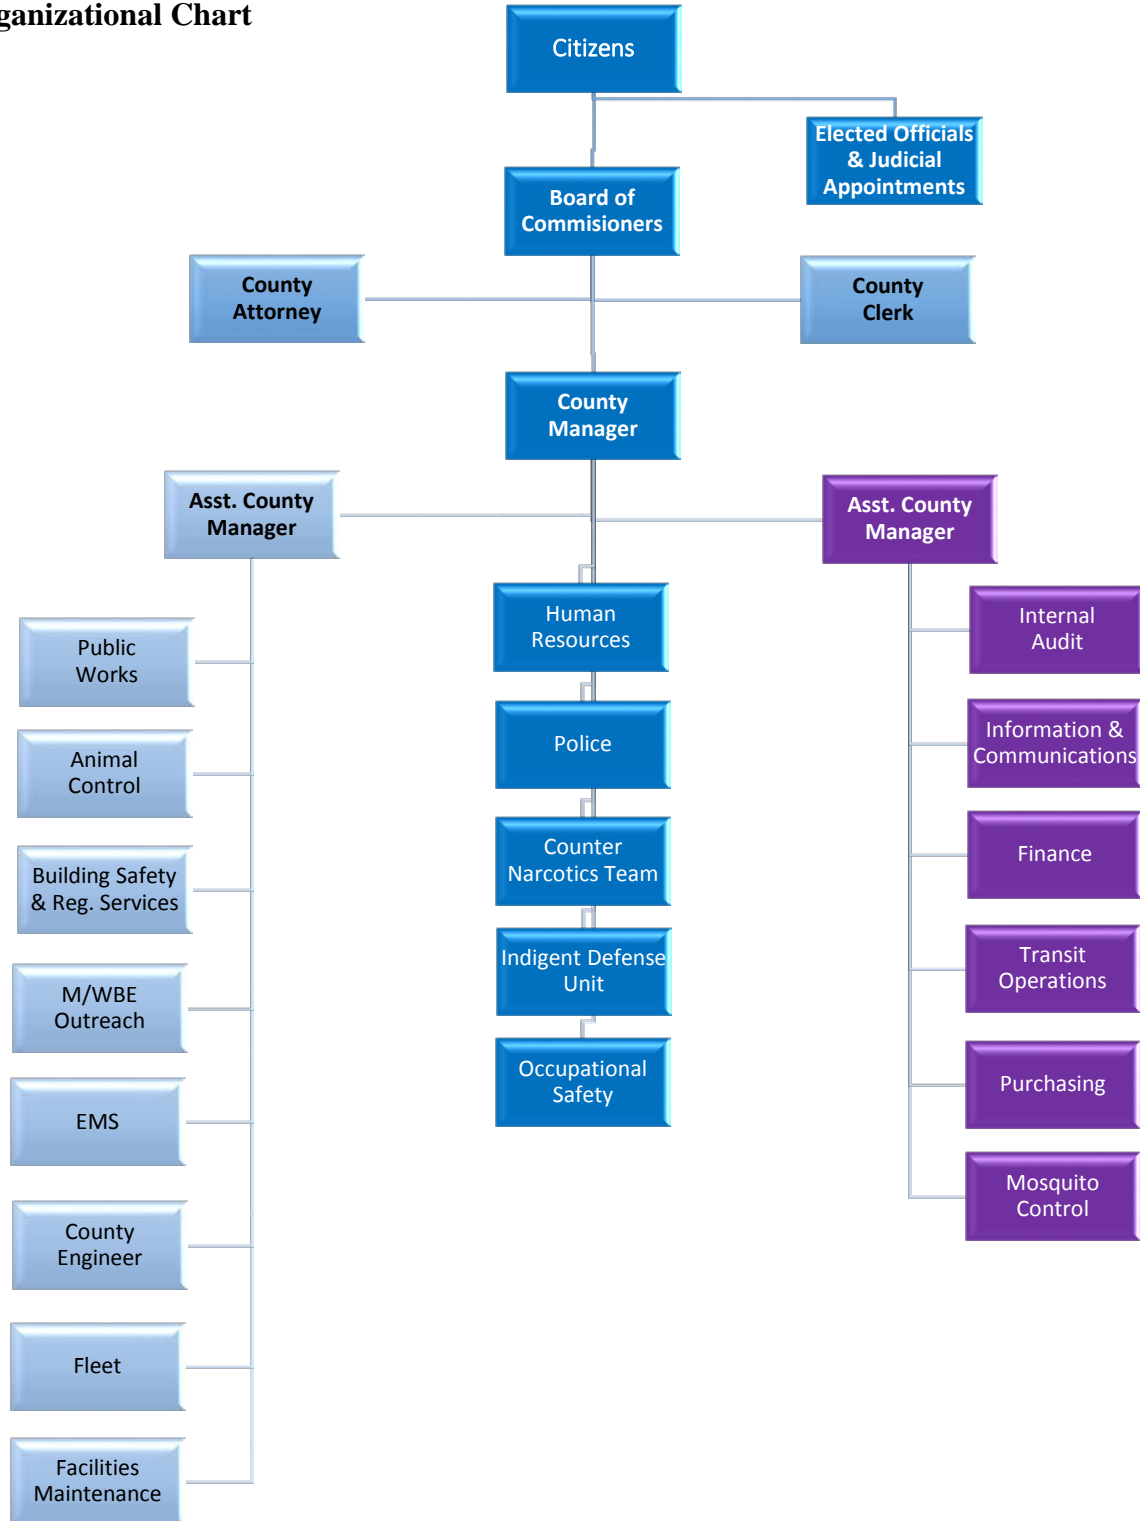 ganizational Chart
Citizens
Elected Officials
& Judicial
Appointments
Board of
Commisioners
County
Attorney
County
Clerk
County
Manager
Asst. County
Manager
Asst. County
Manager
Public
Works
Animal
Control
Building Safety
& Reg. Services
M/WBE
Outreach
EMS
County
Engineer
Fleet
Facilities
Maintenance
Human
Resources
Police
Counter
Narcotics Team
Indigent Defense
Unit
Occupational
Safety
Internal
Audit
Information &
Communications
Finance
Transit
Operations
Purchasing
Mosquito
Control